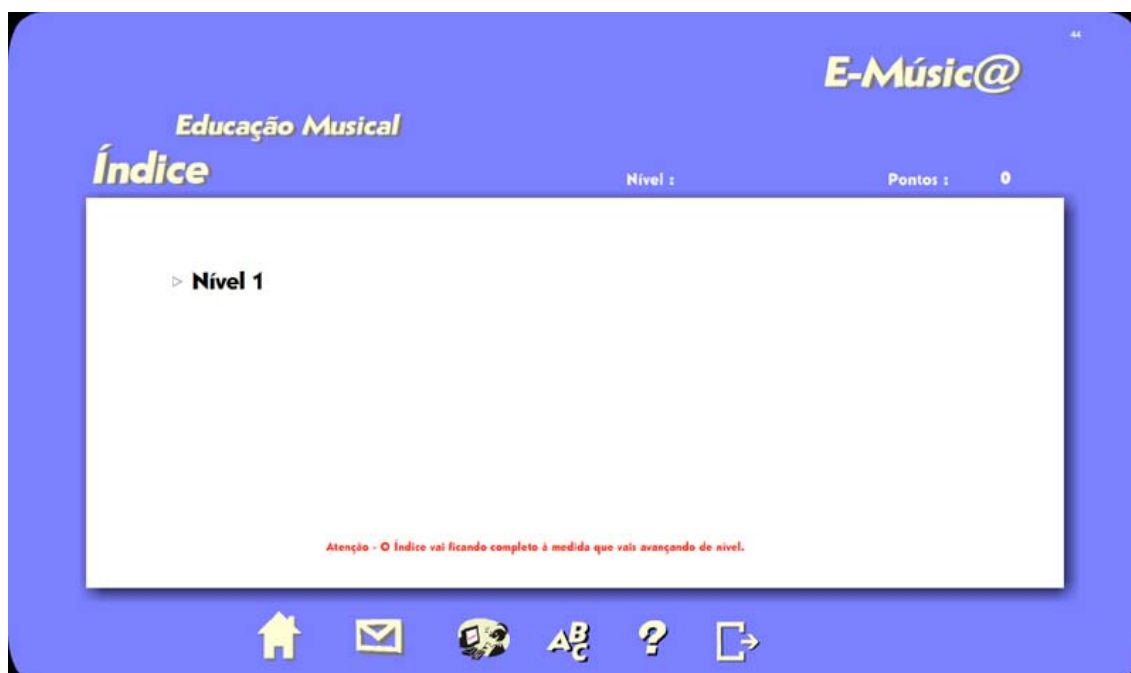 44
E-Músic@
Educação Musical
Índice
Nível :
Pontos : 0
▷ Nível 1
Atenção - O Índice vai ficando completo à medida que vais avançando de nível.
ABC
?